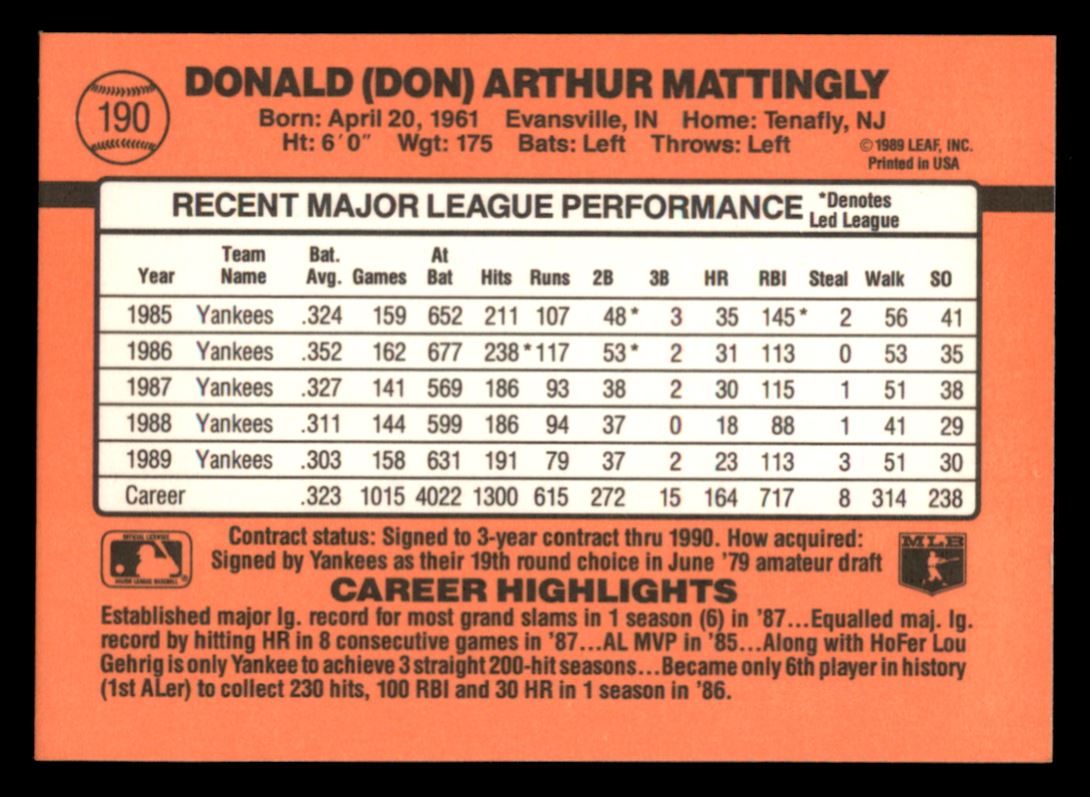 190
DONALD (DON) ARTHUR MATTINGLY
Born: April 20, 1961 Evansville, IN Home: Tenafly, NJ
Ht: 6'0" Wgt: 175 Bats: Left Throws: Left
©1989 LEAF, INC.
Printed in USA
RECENT MAJOR LEAGUE PERFORMANCE
*Denotes
Led League
Year Team Name Bat. Avg. Games At Bat Hits Runs 2B 3B HR RBI Steal Walk SO
1985 Yankees .324 159 652 211 107 48* 3 35 145* 2 56 41
1986 Yankees .352 162 677 238* 117 53* 2 31 113 0 53 35
1987 Yankees .327 141 569 186 93 38 2 30 115 1 51 38
1988 Yankees .311 144 599 186 94 37 0 18 88 1 41 29
1989 Yankees .303 158 631 191 79 37 2 23 113 3 51 30
Career .323 1015 4022 1300 615 272 15 164 717 8 314 238
Contract status: Signed to 3-year contract thru 1990. How acquired:
Signed by Yankees as their 19th round choice in June '79 amateur draft
OFFICIAL LICENSEE
MAJOR LEAGUE BASEBALL
MLB
CAREER HIGHLIGHTS
Established major lg. record for most grand slams in 1 season (6) in '87...Equalled maj. lg.
record by hitting HR in 8 consecutive games in '87...AL MVP in '85...Along with HoFer Lou
Gehrig is only Yankee to achieve 3 straight 200-hit seasons...Became only 6th player in history
(1st ALer) to collect 230 hits, 100 RBI and 30 HR in 1 season in '86.